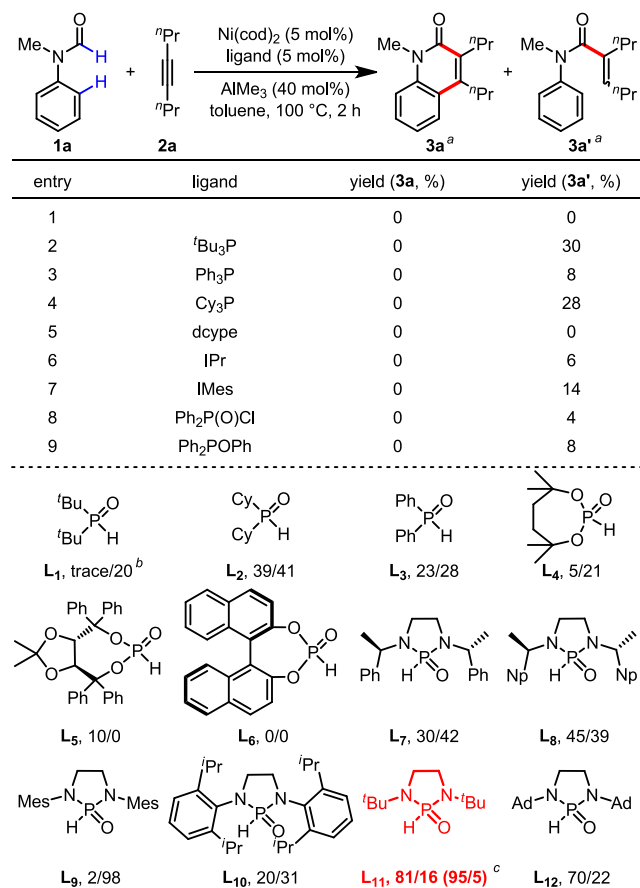 O
Me
N
H
H
1a
+
nPr
nPr
2a
Ni(cod)2 (5 mol%)
ligand (5 mol%)
AlMe3 (40 mol%)
toluene, 100 °C, 2 h
O
Me
N
nPr
nPr
3a a
+
O
Me
N
nPr
nPr
3a' a
entry ligand yield (3a, %) yield (3a', %)
1 0 0
2 tBu3P 0 30
3 Ph3P 0 8
4 Cy3P 0 28
5 dcype 0 0
6 IPr 0 6
7 IMes 0 14
8 Ph2P(O)Cl 0 4
9 Ph2POPh 0 8
tBu
tBu
P
O
H
L1, trace/20 b
Cy
Cy
P
O
H
L2, 39/41
Ph
Ph
P
O
H
L3, 23/28
O
O
P
O
H
L4, 5/21
Ph Ph
O
O
O
O
P
O
H
Ph Ph
L5, 10/0
O
O
P
O
H
L6, 0/0
N N
P
H O
Ph Ph
L7, 30/42
N N
P
H O
Np Np
L8, 45/39
Mes N N Mes
P
H O
L9, 2/98
iPr iPr
N N
P
H O
iPr iPr
L10, 20/31
tBu N N tBu
P
H O
L11, 81/16 (95/5) c
Ad N N Ad
P
H O
L12, 70/22